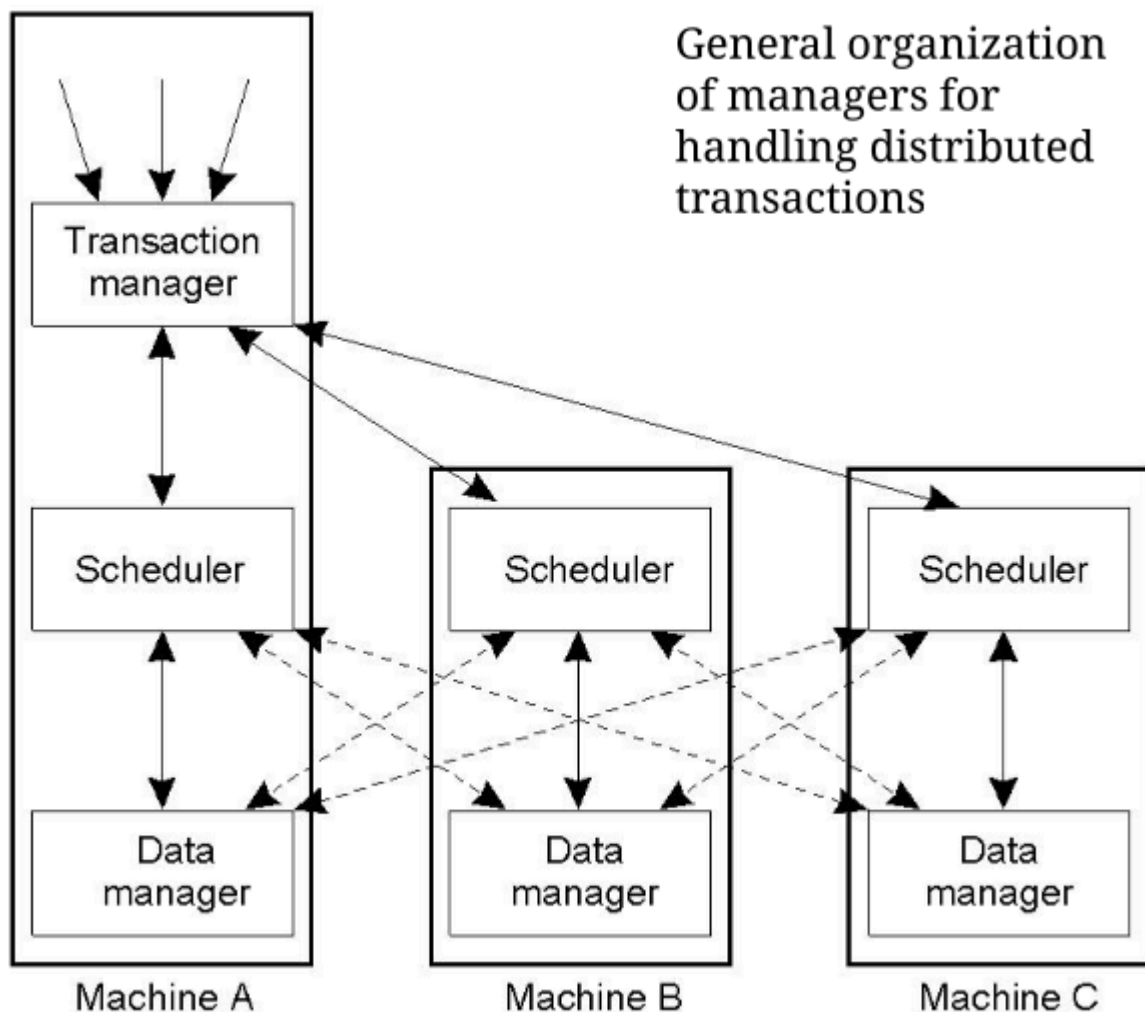 General organization
of managers for
handling distributed
transactions
Transaction
manager
Scheduler
Scheduler
Scheduler
Data
manager
Data
manager
Data
manager
Machine A
Machine B
Machine C